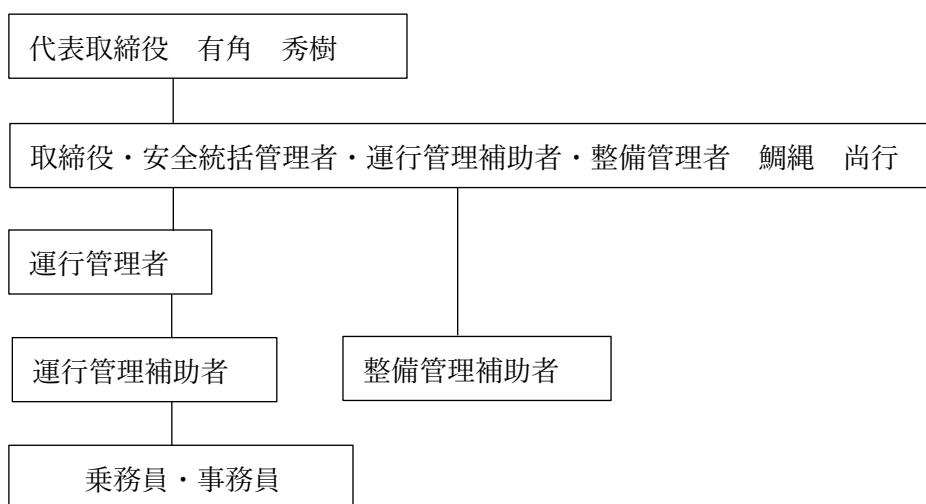 代表取締役　有角　秀樹
取締役・安全統括管理者・運行管理補助者・整備管理者　鯛縄　尚行
運行管理者
運行管理補助者
整備管理補助者
乗務員・事務員